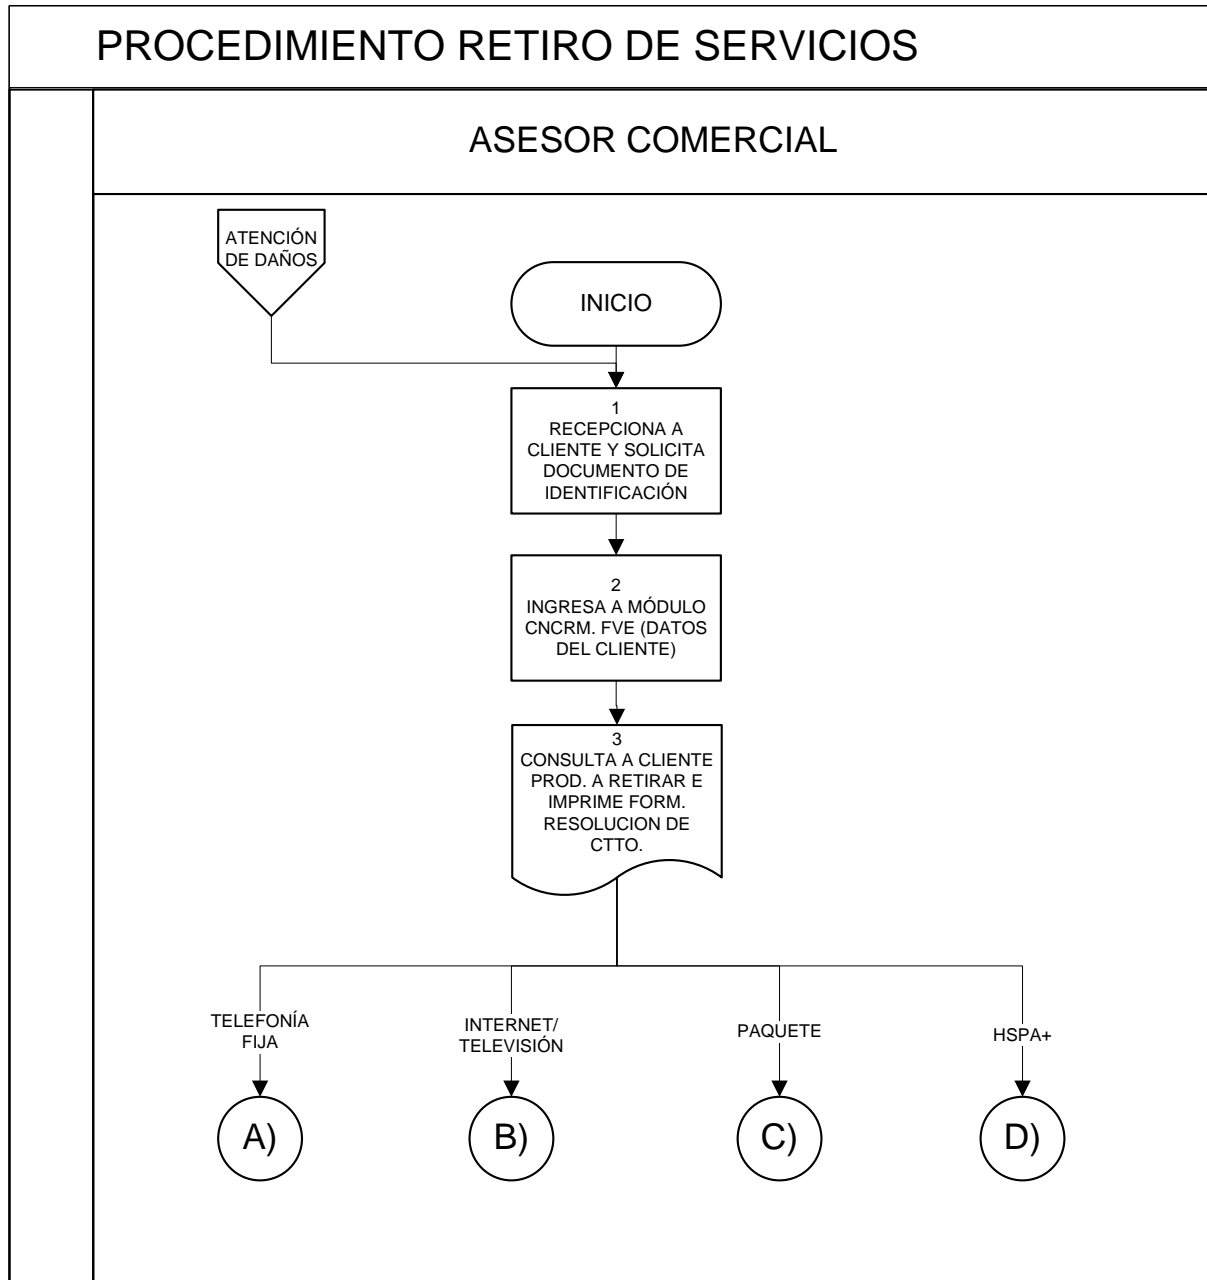 PROCEDIMIENTO RETIRO DE SERVICIOS
ASESOR COMERCIAL
ATENCIÓN
DE DAÑOS
INICIO
1
RECEPCIONA A
CLIENTE Y SOLICITA
DOCUMENTO DE
IDENTIFICACIÓN
2
INGRESA A MÓDULO
CNCRM. FVE (DATOS
DEL CLIENTE)
3
CONSULTA A CLIENTE
PROD. A RETIRAR E
IMPRIME FORM.
RESOLUCION DE
CTTO.
TELEFONÍA
FIJA
INTERNET/
TELEVISIÓN
PAQUETE
HSPA+
A)
B)
C)
D)